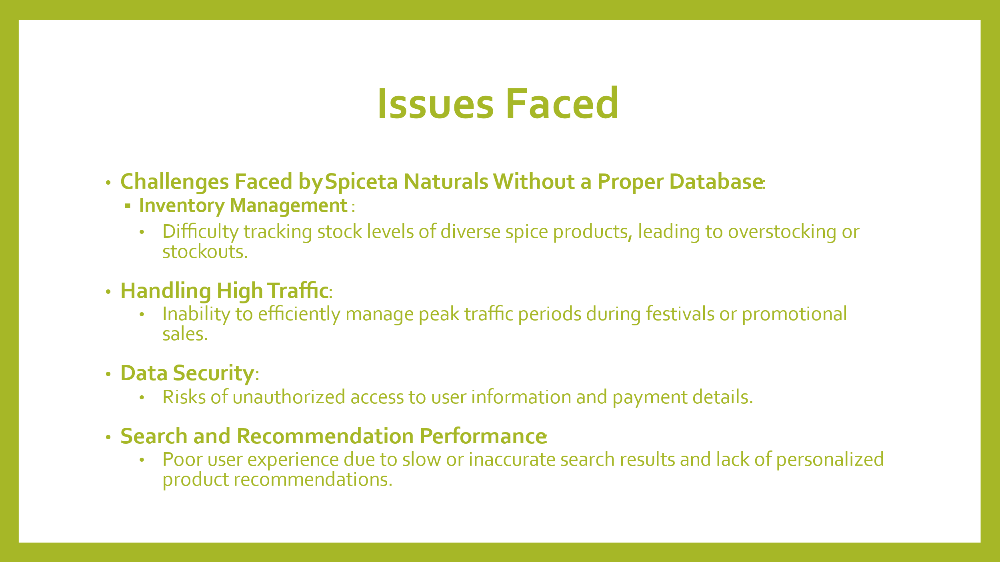 Issues Faced
• Challenges Faced by Spiceta Naturals Without a Proper Database:
▪ Inventory Management :
• Difficulty tracking stock levels of diverse spice products, leading to overstocking or
stockouts.
• Handling High Traffic:
• Inability to efficiently manage peak traffic periods during festivals or promotional
sales.
• Data Security:
• Risks of unauthorized access to user information and payment details.
• Search and Recommendation Performance:
• Poor user experience due to slow or inaccurate search results and lack of personalized
product recommendations.